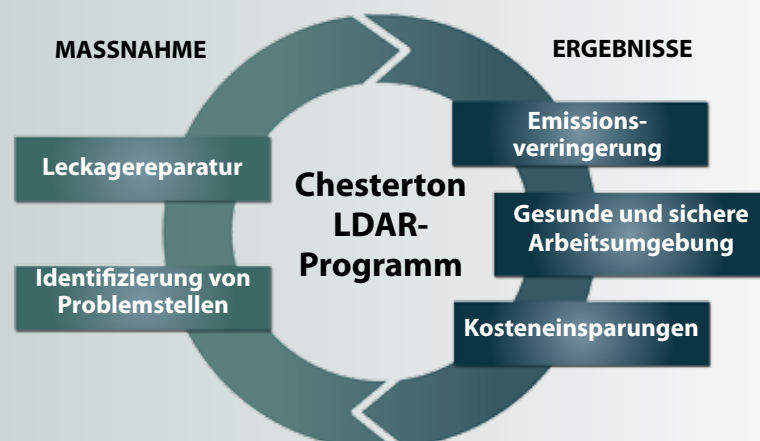 MASSNAHME
ERGEBNISSE
Leckagereparatur
Identifizierung von
Problemstellen
Chesterton
LDAR-
Programm
Emissions-
verringerung
Gesunde und sichere
Arbeitsumgebung
Kosteneinsparungen